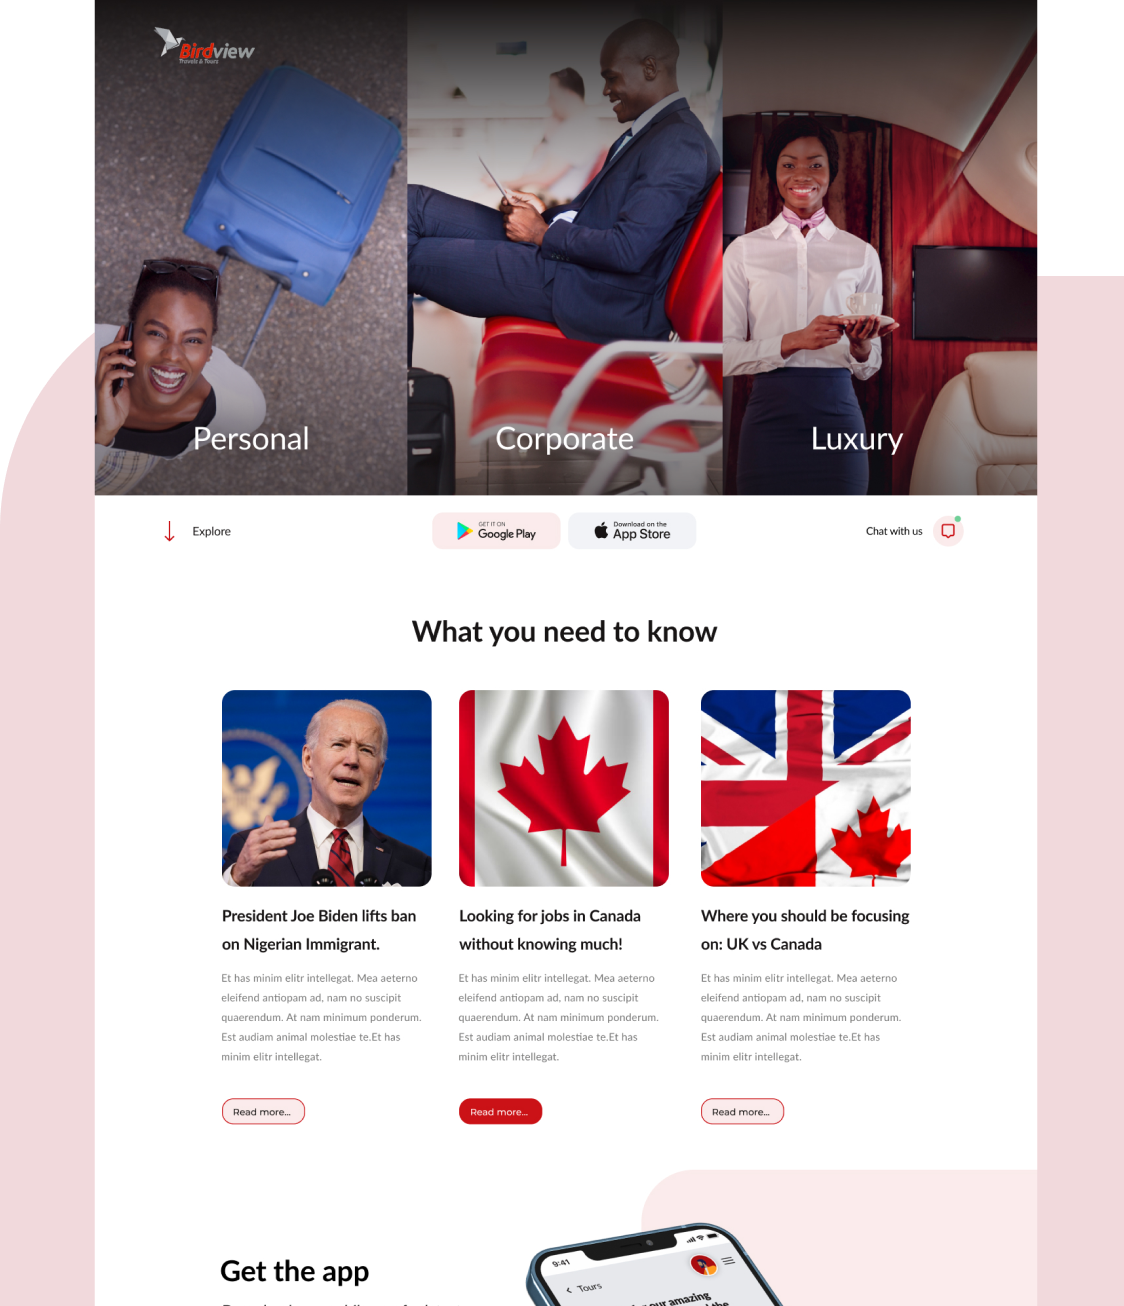 Birdview
Travels & Tours
Personal
Corporate
Luxury
Explore
GET IT ON
Google Play
Download on the
App Store
Chat with us
What you need to know
President Joe Biden lifts ban
on Nigerian Immigrant.
Et has minim elitr intellegat. Mea aeterno
eleifend antiopam ad, nam no suscipit
quaerendum. At nam minimum ponderum.
Est audiam animal molestiae te.Et has
minim elitr intellegat.
Read more...
Looking for jobs in Canada
without knowing much!
Et has minim elitr intellegat. Mea aeterno
eleifend antiopam ad, nam no suscipit
quaerendum. At nam minimum ponderum.
Est audiam animal molestiae te.Et has
minim elitr intellegat.
Read more...
Where you should be focusing
on: UK vs Canada
Et has minim elitr intellegat. Mea aeterno
eleifend antiopam ad, nam no suscipit
quaerendum. At nam minimum ponderum.
Est audiam animal molestiae te.Et has
minim elitr intellegat.
Read more...
Get the app
9:41
Tours
our amazing